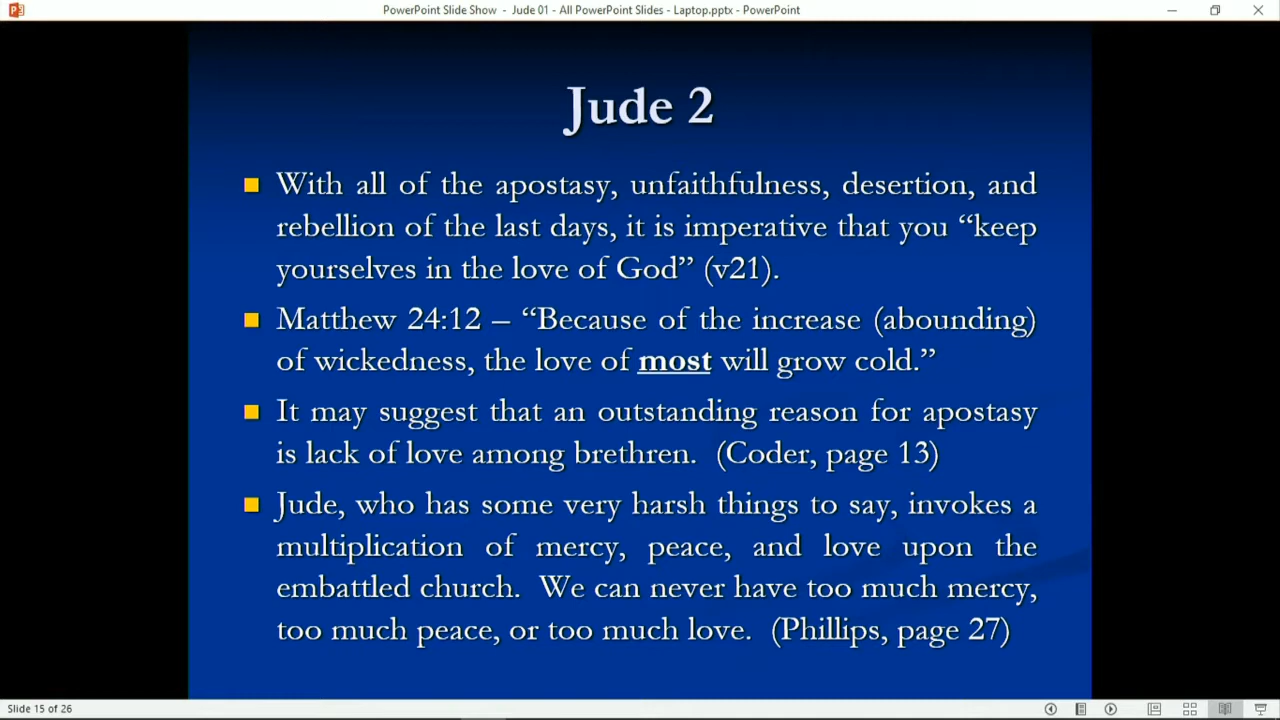 PowerPoint Slide Show - Jude 01 - All PowerPoint Slides - Laptop.pptx - PowerPoint
Jude 2
With all of the apostasy, unfaithfulness, desertion, and
rebellion of the last days, it is imperative that you “keep
yourselves in the love of God” (v21).
Matthew 24:12 – “Because of the increase (abounding)
of wickedness, the love of most will grow cold.”
It may suggest that an outstanding reason for apostasy
is lack of love among brethren. (Coder, page 13)
Jude, who has some very harsh things to say, invokes a
multiplication of mercy, peace, and love upon the
embattled church. We can never have too much mercy,
too much peace, or too much love. (Phillips, page 27)
Slide 15 of 26